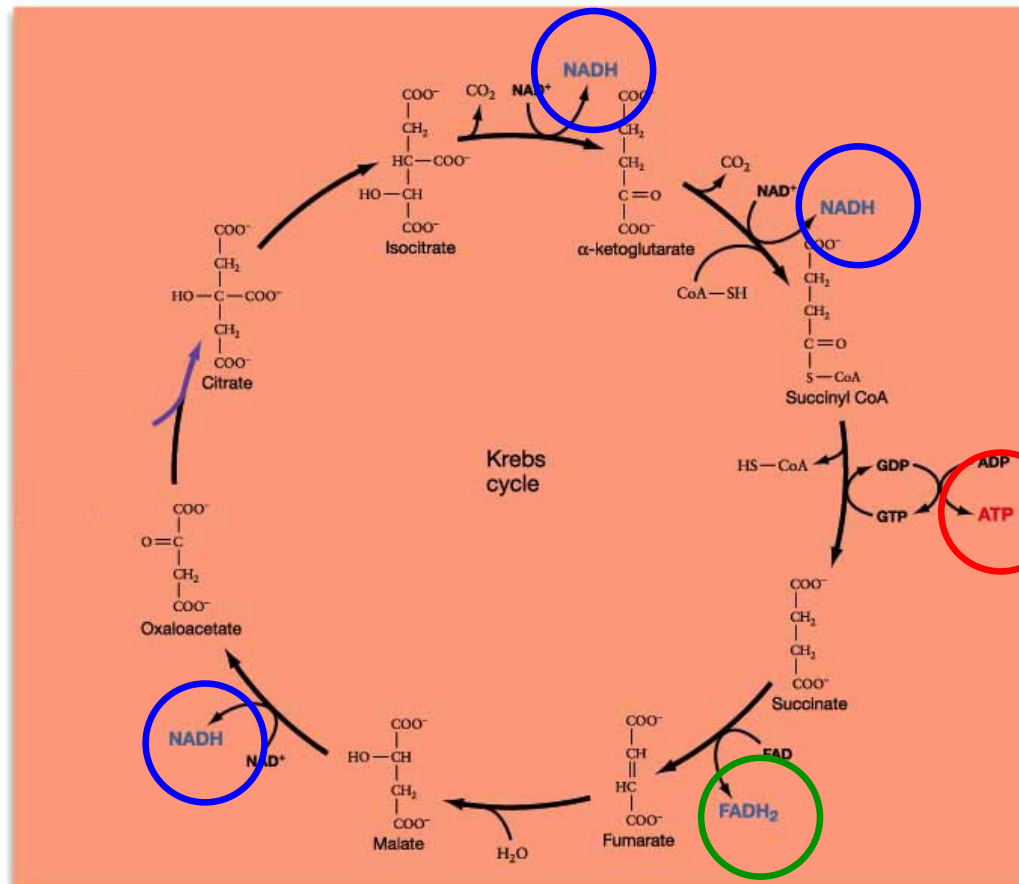 NADH
COO⁻
CH₂
HC—COO⁻
HO—CH
COO⁻
Isocitrate
CO₂
NAD⁺
COO⁻
CH₂
CH₂
C=O
COO⁻
α-ketoglutarate
CO₂
NAD⁺
NADH
CoA—SH
COO⁻
CH₂
CH₂
C=O
S—CoA
Succinyl CoA
COO⁻
CH₂
HO—C—COO⁻
CH₂
COO⁻
Citrate
Krebs
cycle
HS—CoA
GDP
ADP
GTP
ATP
COO⁻
C
O=C
CH₂
COO⁻
Oxaloacetate
COO⁻
CH₂
CH₂
COO⁻
Succinate
NADH
NAD⁺
COO⁻
HO—CH
CH₂
COO⁻
Malate
H₂O
COO⁻
CH
HC
COO⁻
Fumarate
FAD
FADH₂